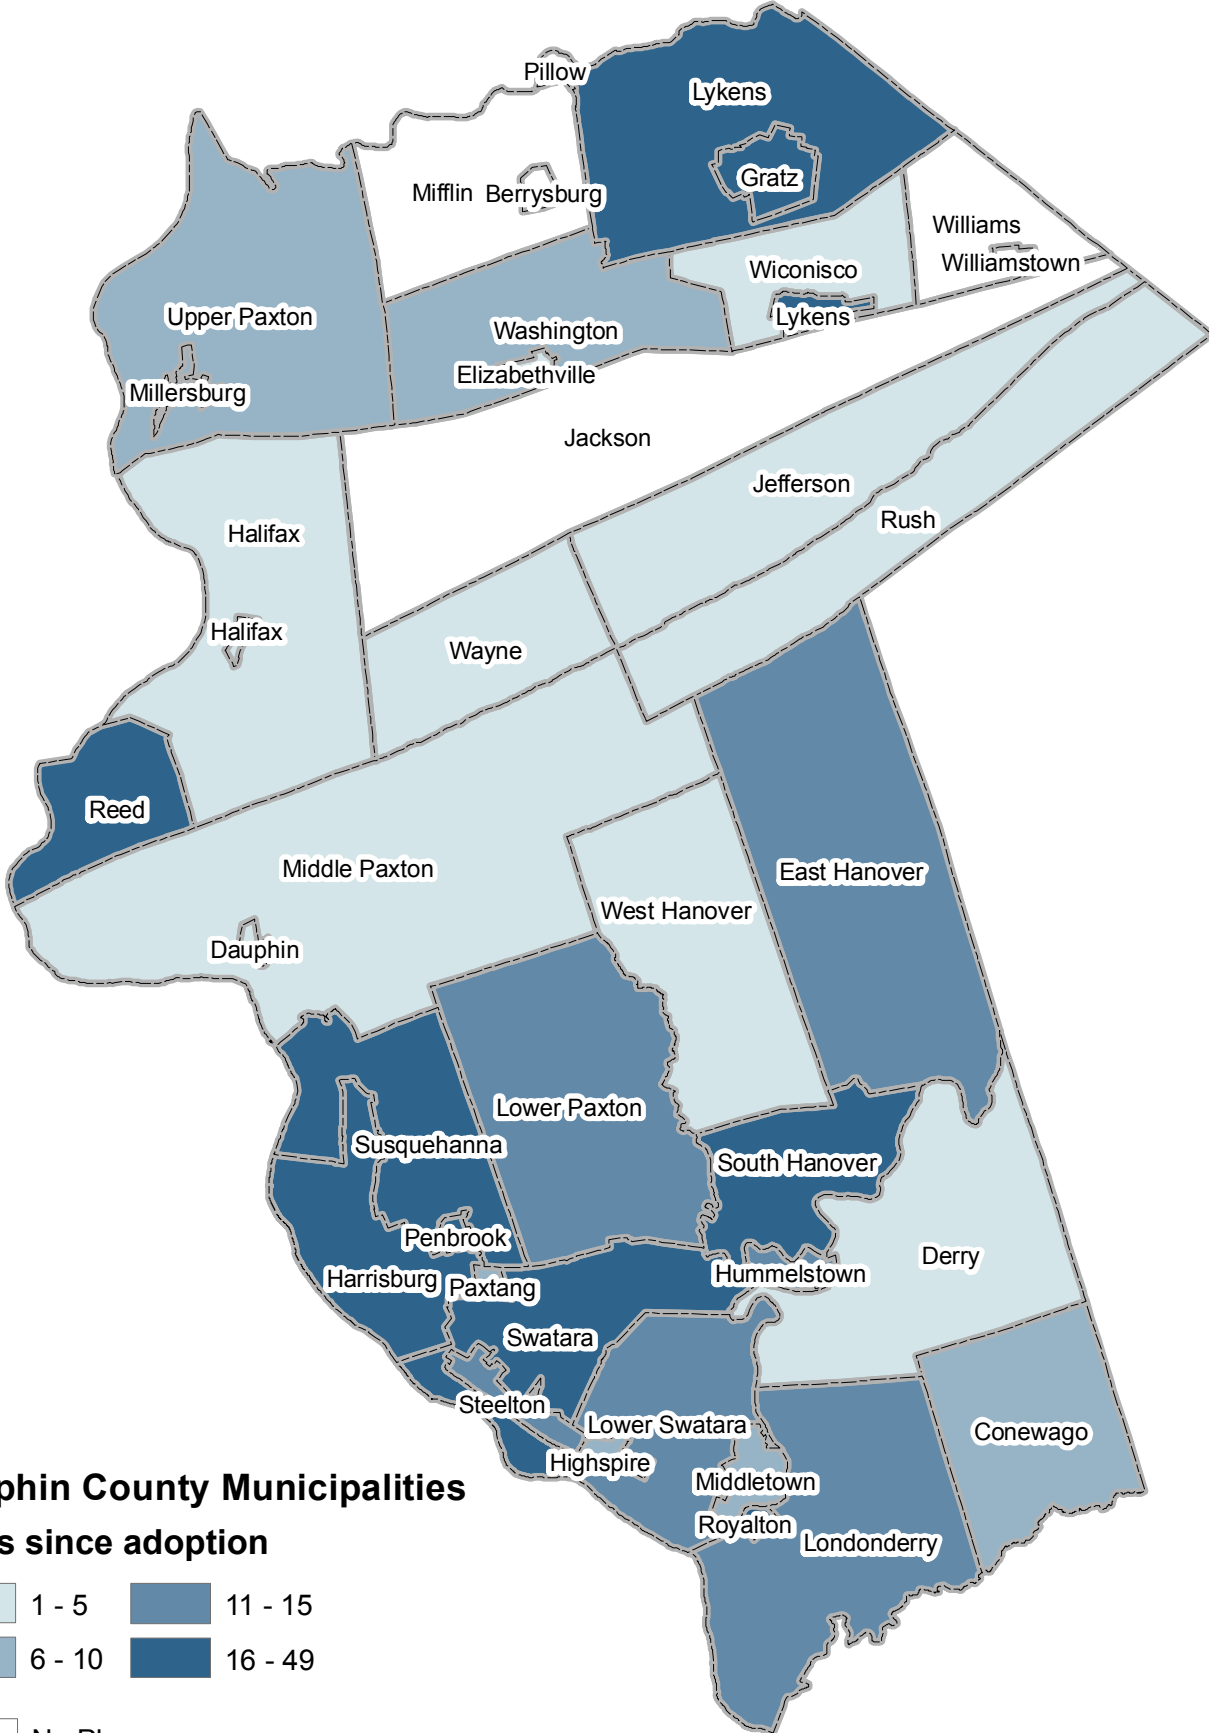 Pillow
Lykens
Gratz
Mifflin
Berrysburg
Williams
Williamstown
Wiconisco
Lykens
Upper Paxton
Washington
Elizabethville
Millersburg
Jackson
Jefferson
Rush
Halifax
Halifax
Wayne
Reed
Middle Paxton
East Hanover
West Hanover
Dauphin
Lower Paxton
Susquehanna
South Hanover
Penbrook
Derry
Harrisburg
Paxtang
Hummelstown
Swatara
Steelton
Lower Swatara
Conewago
Highspire
Middletown
Royalton
Londonderry
phin County Municipalities
s since adoption
1 - 5
11 - 15
6 - 10
16 - 49